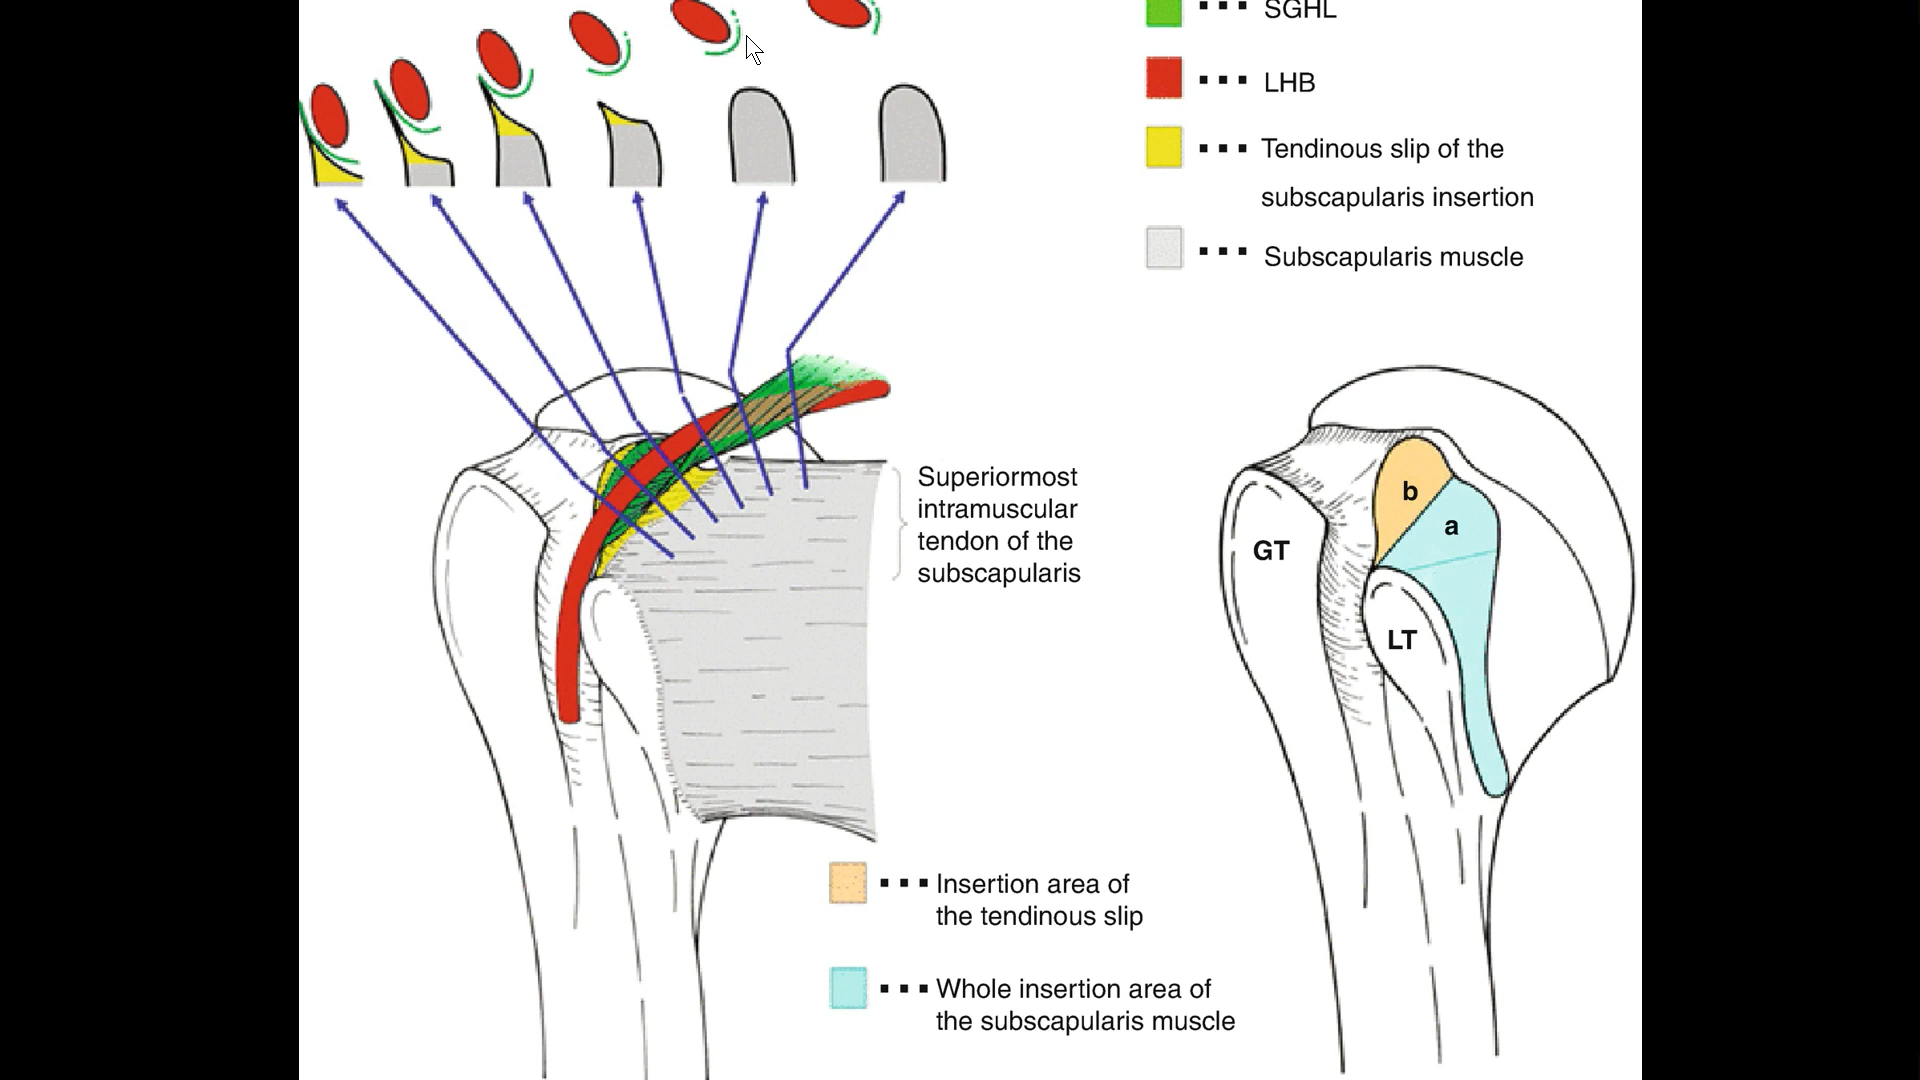 SGHL
LHB
Tendinous slip of the
subscapularis insertion
Subscapularis muscle
Superiormost
intramuscular
tendon of the
subscapularis
b
a
GT
LT
Insertion area of
the tendinous slip
Whole insertion area of
the subscapularis muscle